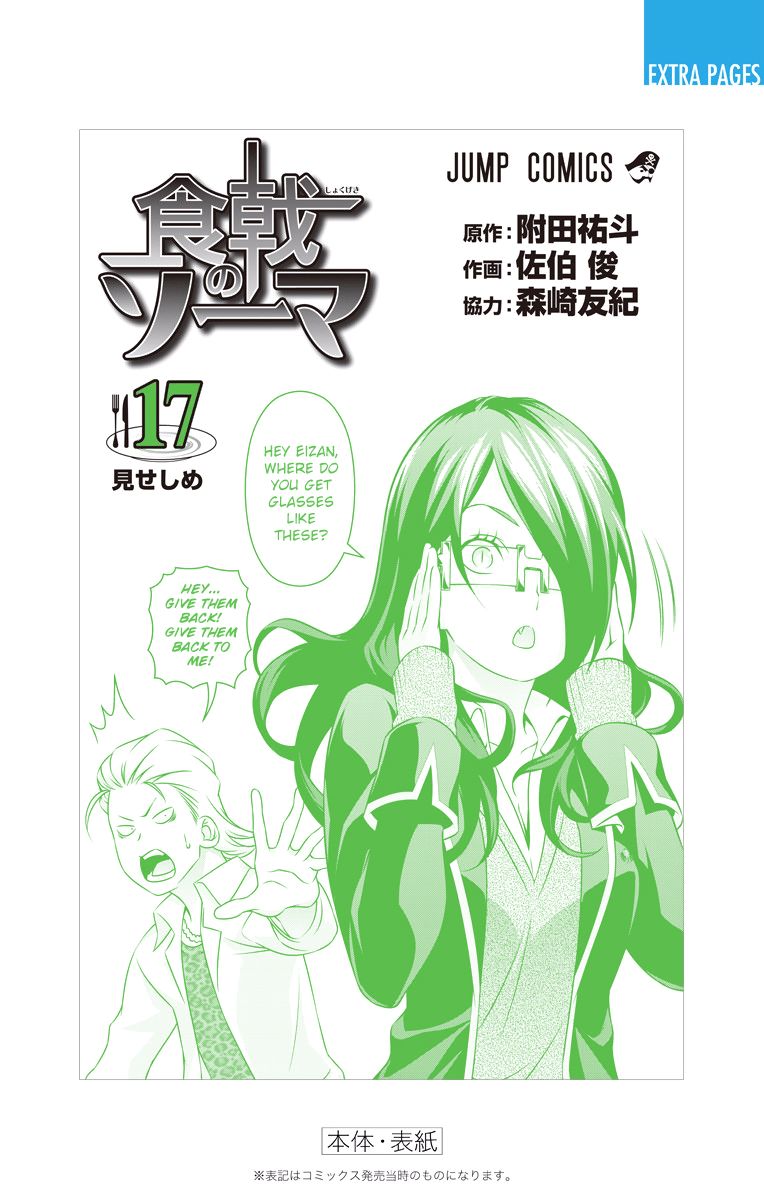 EXTRA PAGES
JUMP COMICS
食戟の
しょくげき
ソーマ
原作:附田祐斗
作画:佐伯 俊
協力:森崎友紀
17
見せしめ
HEY EIZAN,
WHERE DO
YOU GET
GLASSES
LIKE
THESE?
HEY...
GIVE THEM
BACK!
GIVE THEM
BACK TO
ME!
本体・表紙
※表記はコミックス発売当時のものになります。